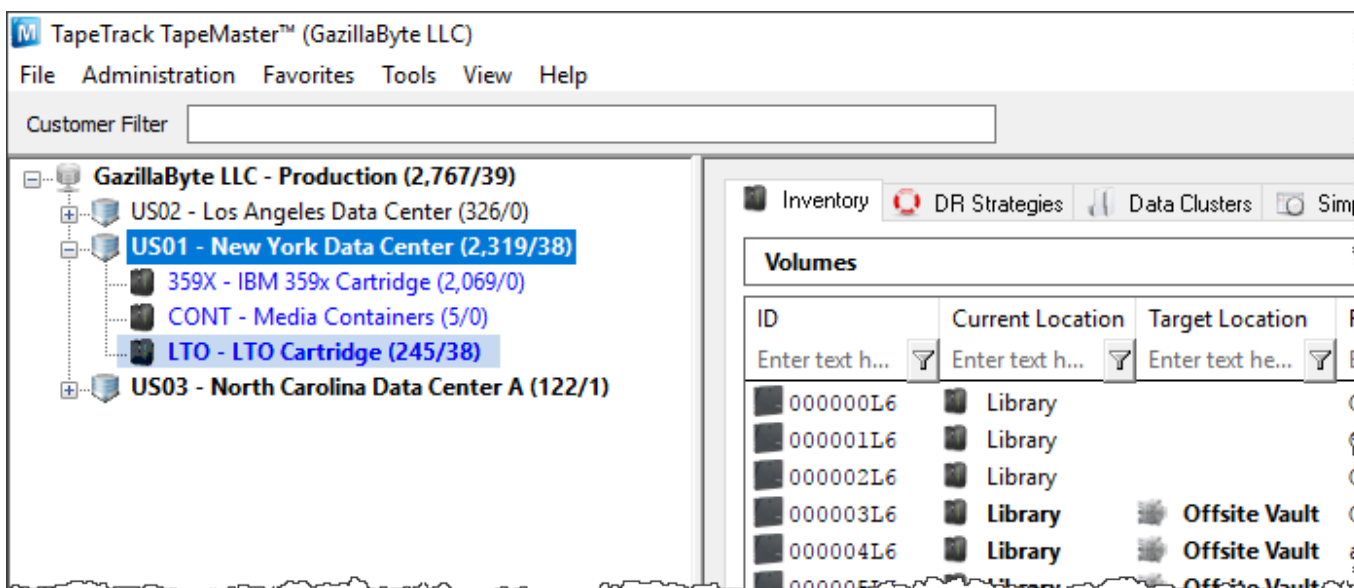 TapeTrack TapeMaster™ (GazillaByte LLC)
File Administration Favorites Tools View Help
Customer Filter
GazillaByte LLC - Production (2,767/39)
US02 - Los Angeles Data Center (326/0)
US01 - New York Data Center (2,319/38)
359X - IBM 359x Cartridge (2,069/0)
CONT - Media Containers (5/0)
LTO - LTO Cartridge (245/38)
US03 - North Carolina Data Center A (122/1)
Inventory DR Strategies Data Clusters
Volumes
ID Current Location Target Location
Enter text h... Enter text h... Enter text he...
000000L6 Library
000001L6 Library
000002L6 Library
000003L6 Library Offsite Vault
000004L6 Library Offsite Vault
Library Offsite Vault